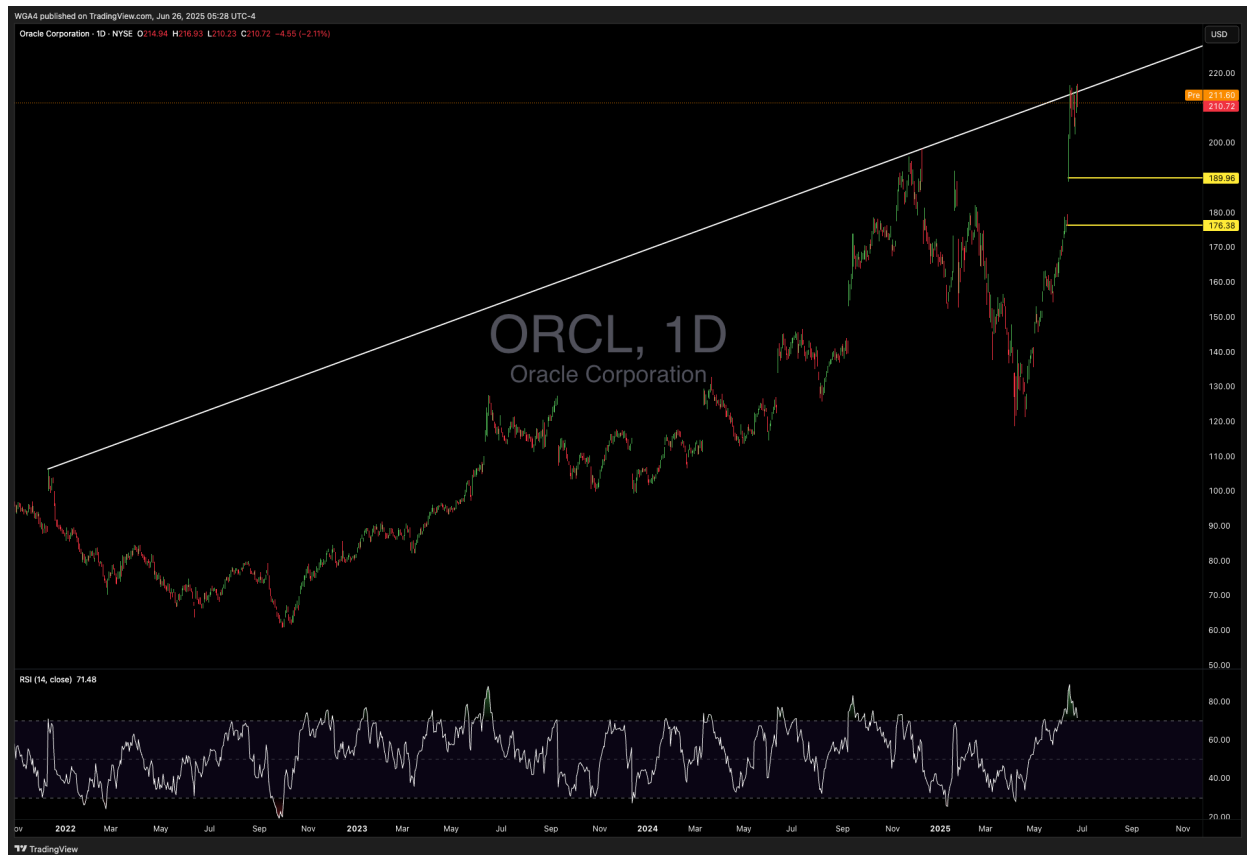 WGA4 published on TradingView.com, Jun 26, 2025 05:28 UTC-4
Oracle Corporation · 1D · NYSE O214.94 H216.93 L210.23 C210.72 −4.55 (−2.11%)
USD
220.00
Pre 211.60
210.72
200.00
189.96
180.00
176.38
170.00
160.00
150.00
ORCL, 1D
140.00
Oracle Corporation
130.00
120.00
110.00
100.00
90.00
80.00
70.00
60.00
50.00
RSI (14, close) 71.48
80.00
60.00
40.00
20.00
ov 2022 Mar May Jul Sep Nov 2023 Mar May Jul Sep Nov 2024 Mar May Jul Sep Nov 2025 Mar May Jul Sep Nov
TradingView